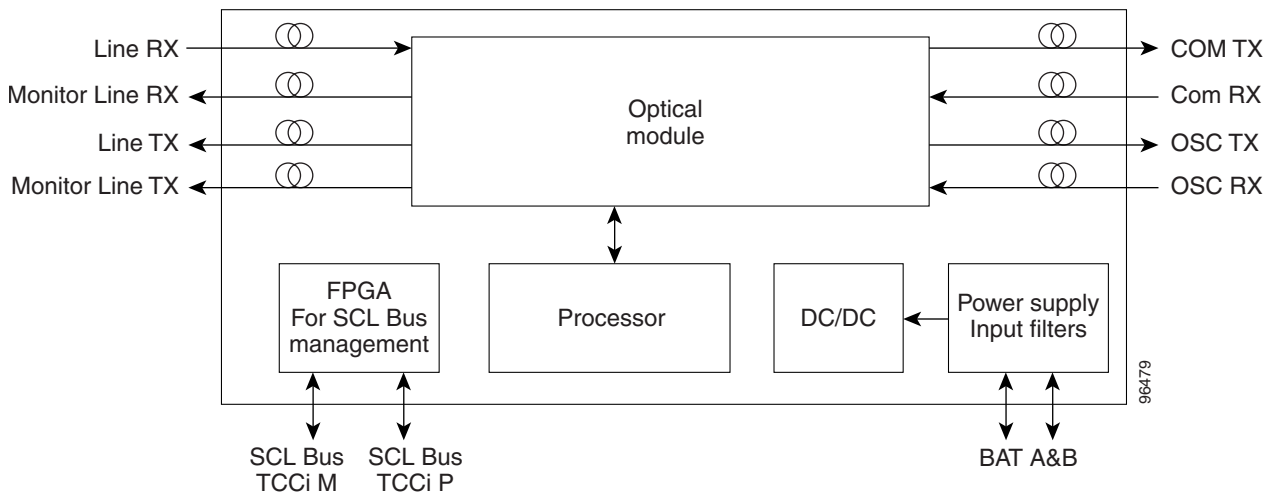 Line RX
COM TX
Monitor Line RX
Com RX
Optical
module
Line TX
OSC TX
Monitor Line TX
OSC RX
FPGA
For SCL Bus
management
Processor
DC/DC
Power supply
Input filters
96479
SCL Bus
TCCi M
SCL Bus
TCCi P
BAT A&B